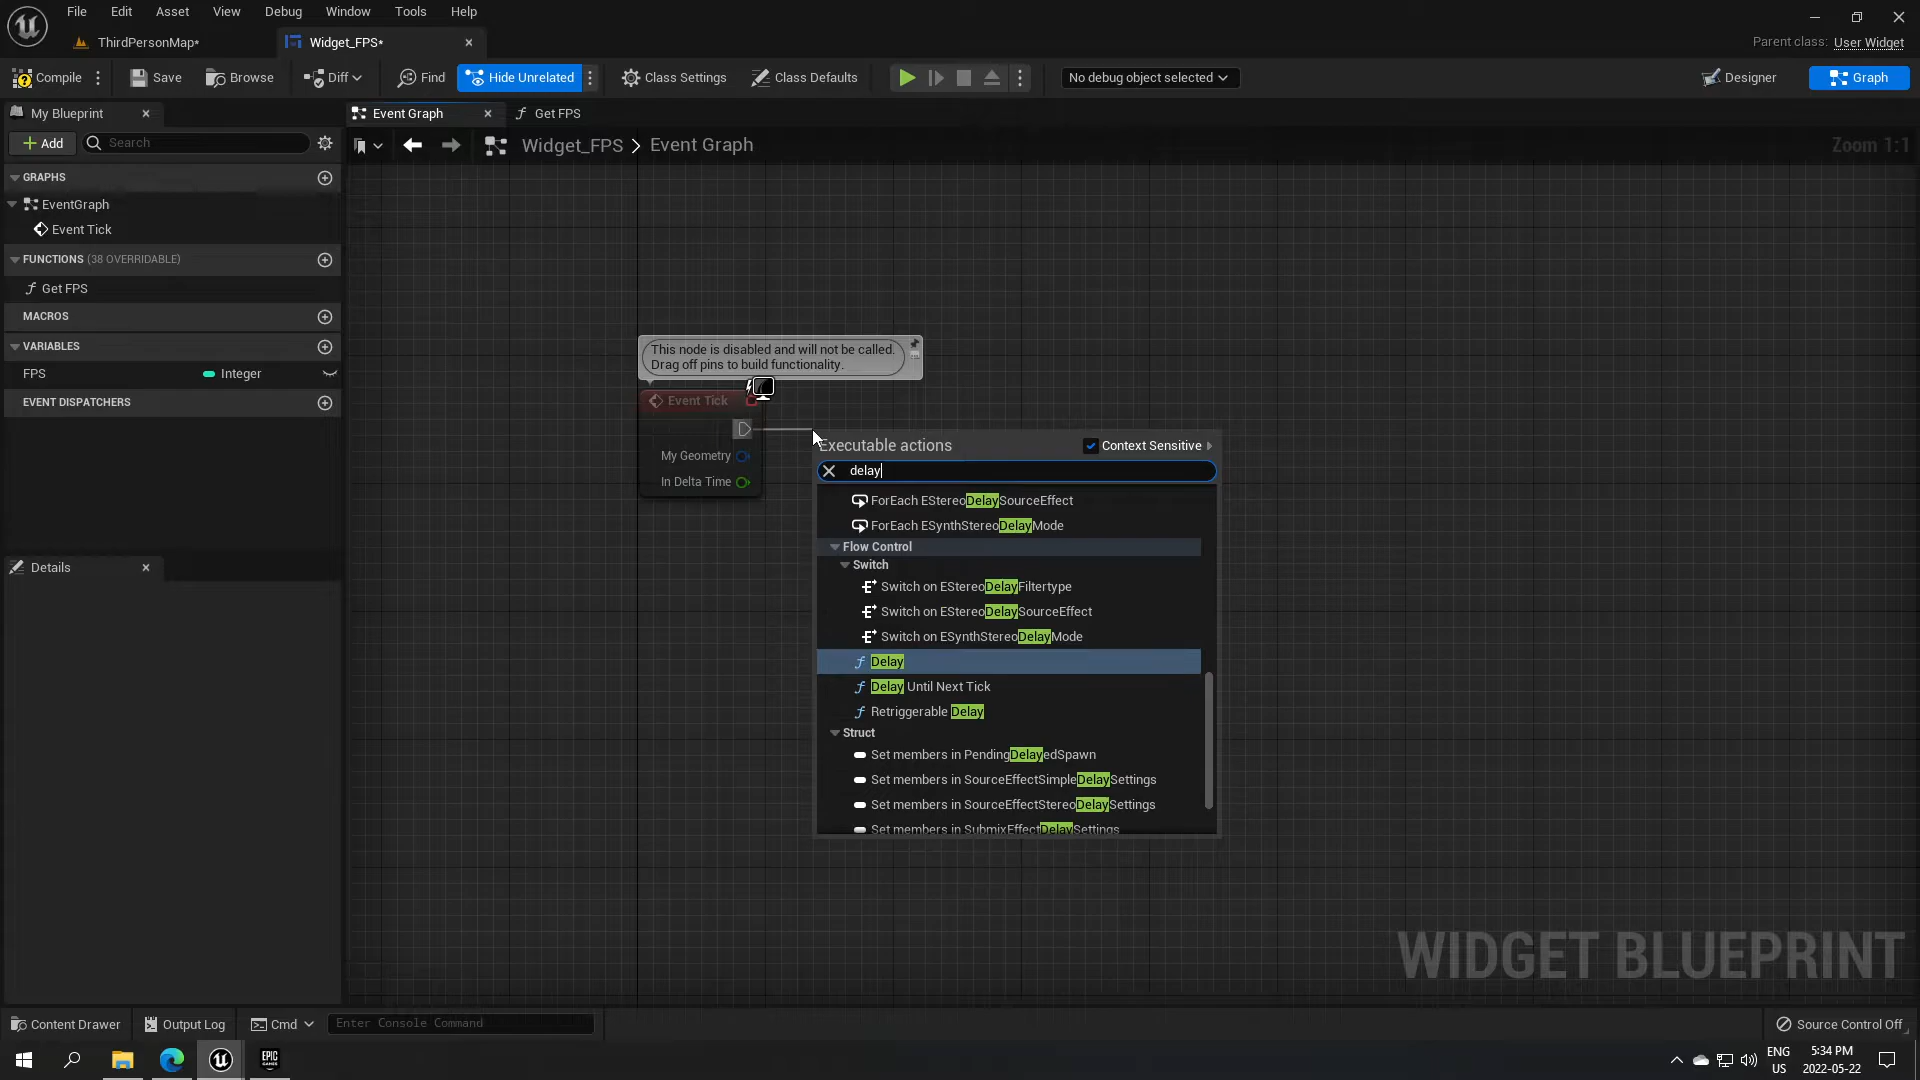 File Edit Asset View Debug Window Tools Help
ThirdPersonMap*
Widget_FPS*
Parent class: User Widget
Compile
Save
Browse
Diff
Find
Hide Unrelated
Class Settings
Class Defaults
No debug object selected
Designer
Graph
My Blueprint
Event Graph
Get FPS
Add
Search
Widget_FPS > Event Graph
Zoom 1:1
GRAPHS
EventGraph
Event Tick
FUNCTIONS (38 OVERRIDABLE)
Get FPS
MACROS
VARIABLES
FPS Integer
EVENT DISPATCHERS
Details
This node is disabled and will not be called.
Drag off pins to build functionality.
Event Tick
My Geometry
In Delta Time
Executable actions
Context Sensitive
delay
ForEach EStereoDelaySourceEffect
ForEach ESynthStereoDelayMode
Flow Control
Switch
Switch on EStereoDelayFiltertype
Switch on EStereoDelaySourceEffect
Switch on ESynthStereoDelayMode
Delay
Delay Until Next Tick
Retriggerable Delay
Struct
Set members in PendingDelayedSpawn
Set members in SourceEffectSimpleDelaySettings
Set members in SourceEffectStereoDelaySettings
Set members in SubmixEffectDelaySettings
WIDGET BLUEPRINT
Content Drawer
Output Log
Cmd
Enter Console Command
Source Control Off
EPIC
GAMES
ENG
US
5:34 PM
2022-05-22